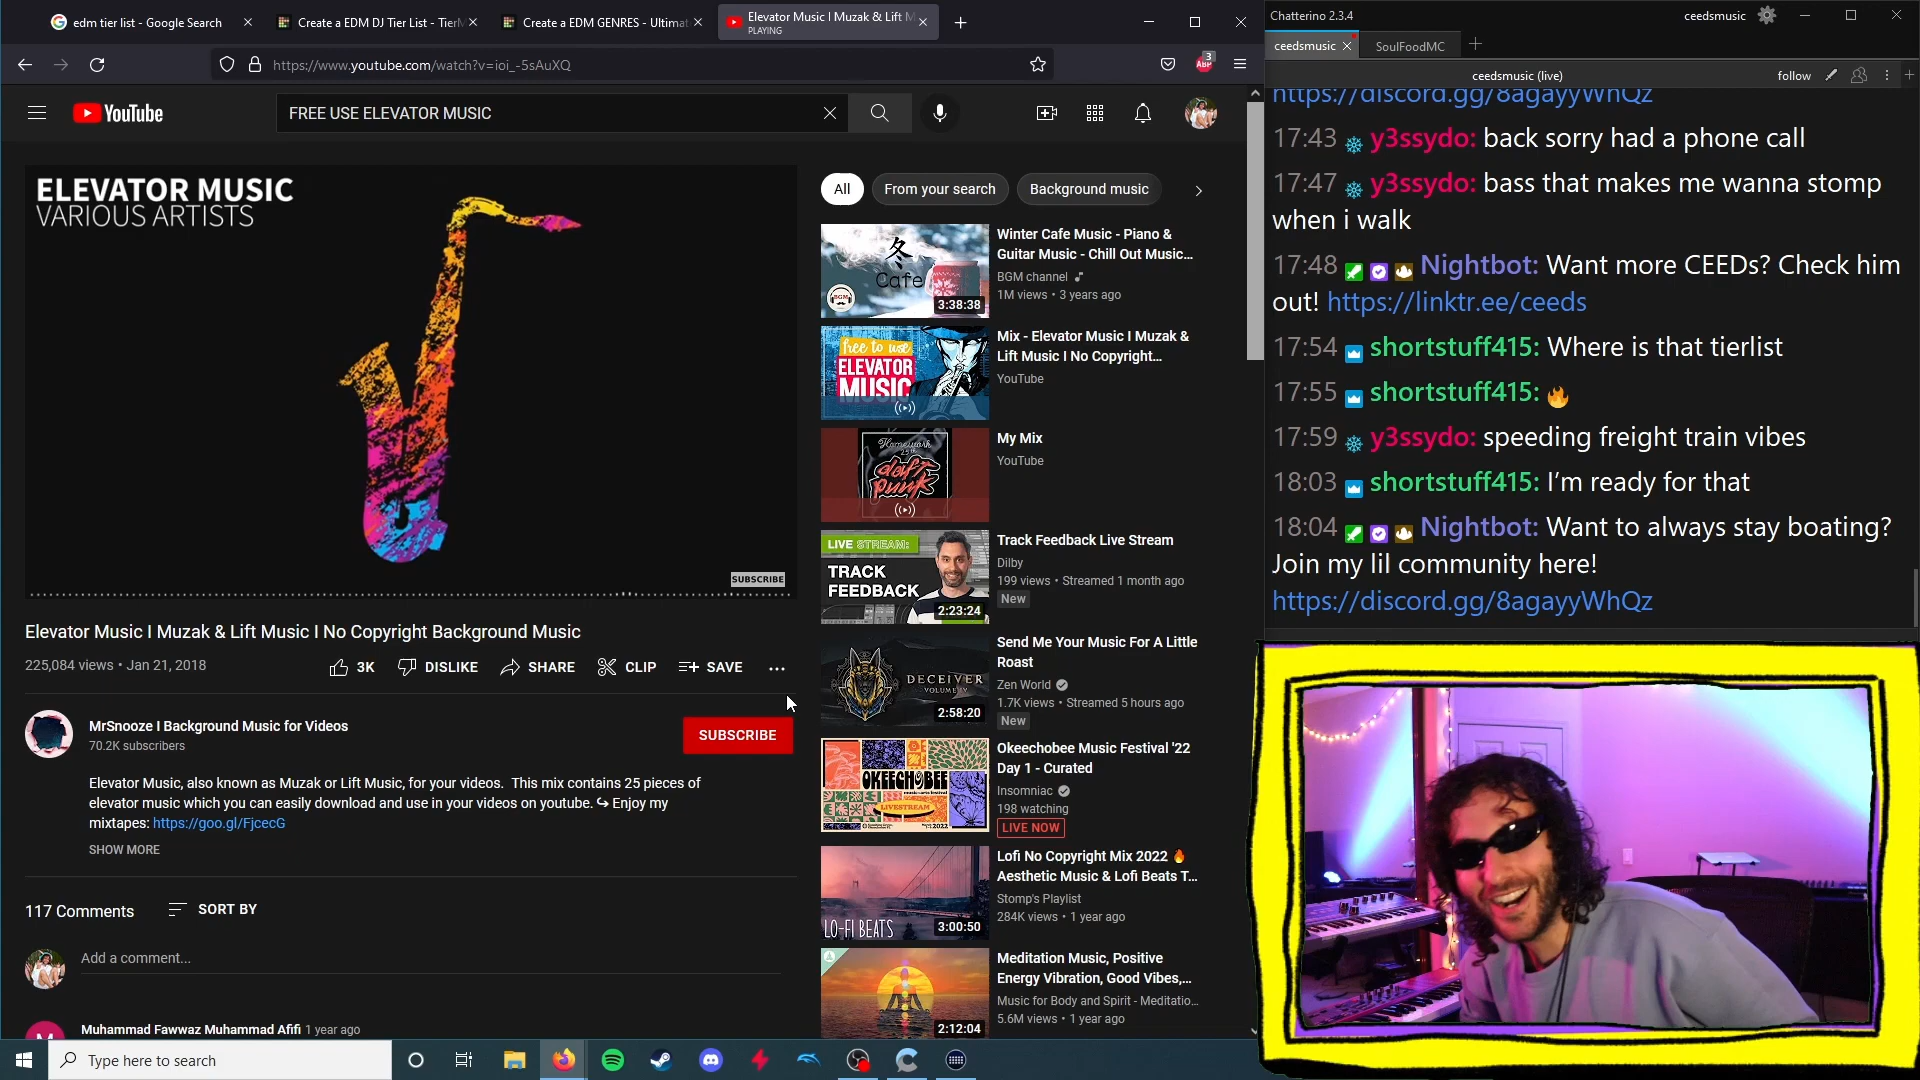 edm tier list - Google Search
Create a EDM DJ Tier List - TierM
Create a EDM GENRES - Ultimat
Elevator Music I Muzak & Lift M
PLAYING
https://www.youtube.com/watch?v=ioi_-5sAuXQ
ABP
3
YouTube
FREE USE ELEVATOR MUSIC
ELEVATOR MUSIC
VARIOUS ARTISTS
SUBSCRIBE
Elevator Music I Muzak & Lift Music I No Copyright Background Music
225,084 views • Jan 21, 2018
3K
DISLIKE
SHARE
CLIP
SAVE
MrSnooze I Background Music for Videos
70.2K subscribers
SUBSCRIBE
Elevator Music, also known as Muzak or Lift Music, for your videos. This mix contains 25 pieces of
elevator music which you can easily download and use in your videos on youtube. ↪ Enjoy my
mixtapes: https://goo.gl/FjcecG
SHOW MORE
117 Comments
SORT BY
Add a comment...
Muhammad Fawwaz Muhammad Afifi 1 year ago
All
From your search
Background music
冬
Cafe
BGM
3:38:38
Winter Cafe Music - Piano &
Guitar Music - Chill Out Music...
BGM channel
1M views • 3 years ago
free to use
ELEVATOR
MUSIC
Mix - Elevator Music I Muzak &
Lift Music I No Copyright...
YouTube
Homework
25th
daft
punk
My Mix
YouTube
LIVE STREAM:
TRACK
FEEDBACK
2:23:24
Track Feedback Live Stream
Dilby
199 views • Streamed 1 month ago
New
DECEIVER
VOLUME IV
2:58:20
Send Me Your Music For A Little
Roast
Zen World
1.7K views • Streamed 5 hours ago
New
OKEECHOBEE
LIVESTREAM
2022
Okeechobee Music Festival '22
Day 1 - Curated
Insomniac
198 watching
LIVE NOW
LO-FI BEATS
3:00:50
Lofi No Copyright Mix 2022 🔥
Aesthetic Music & Lofi Beats T...
Stomp's Playlist
284K views • 1 year ago
2:12:04
Meditation Music, Positive
Energy Vibration, Good Vibes,...
Music for Body and Spirit - Meditatio...
5.6M views • 1 year ago
Type here to search
Chatterino 2.3.4
ceedsmusic
ceedsmusic
SoulFoodMC
ceedsmusic (live)
follow
https://discord.gg/8agayyWhQz
17:43 y3ssydo: back sorry had a phone call
17:47 y3ssydo: bass that makes me wanna stomp
when i walk
17:48 Nightbot: Want more CEEDs? Check him
out! https://linktr.ee/ceeds
17:54 shortstuff415: Where is that tierlist
17:55 shortstuff415: 🔥
17:59 y3ssydo: speeding freight train vibes
18:03 shortstuff415: I’m ready for that
18:04 Nightbot: Want to always stay boating?
Join my lil community here!
https://discord.gg/8agayyWhQz